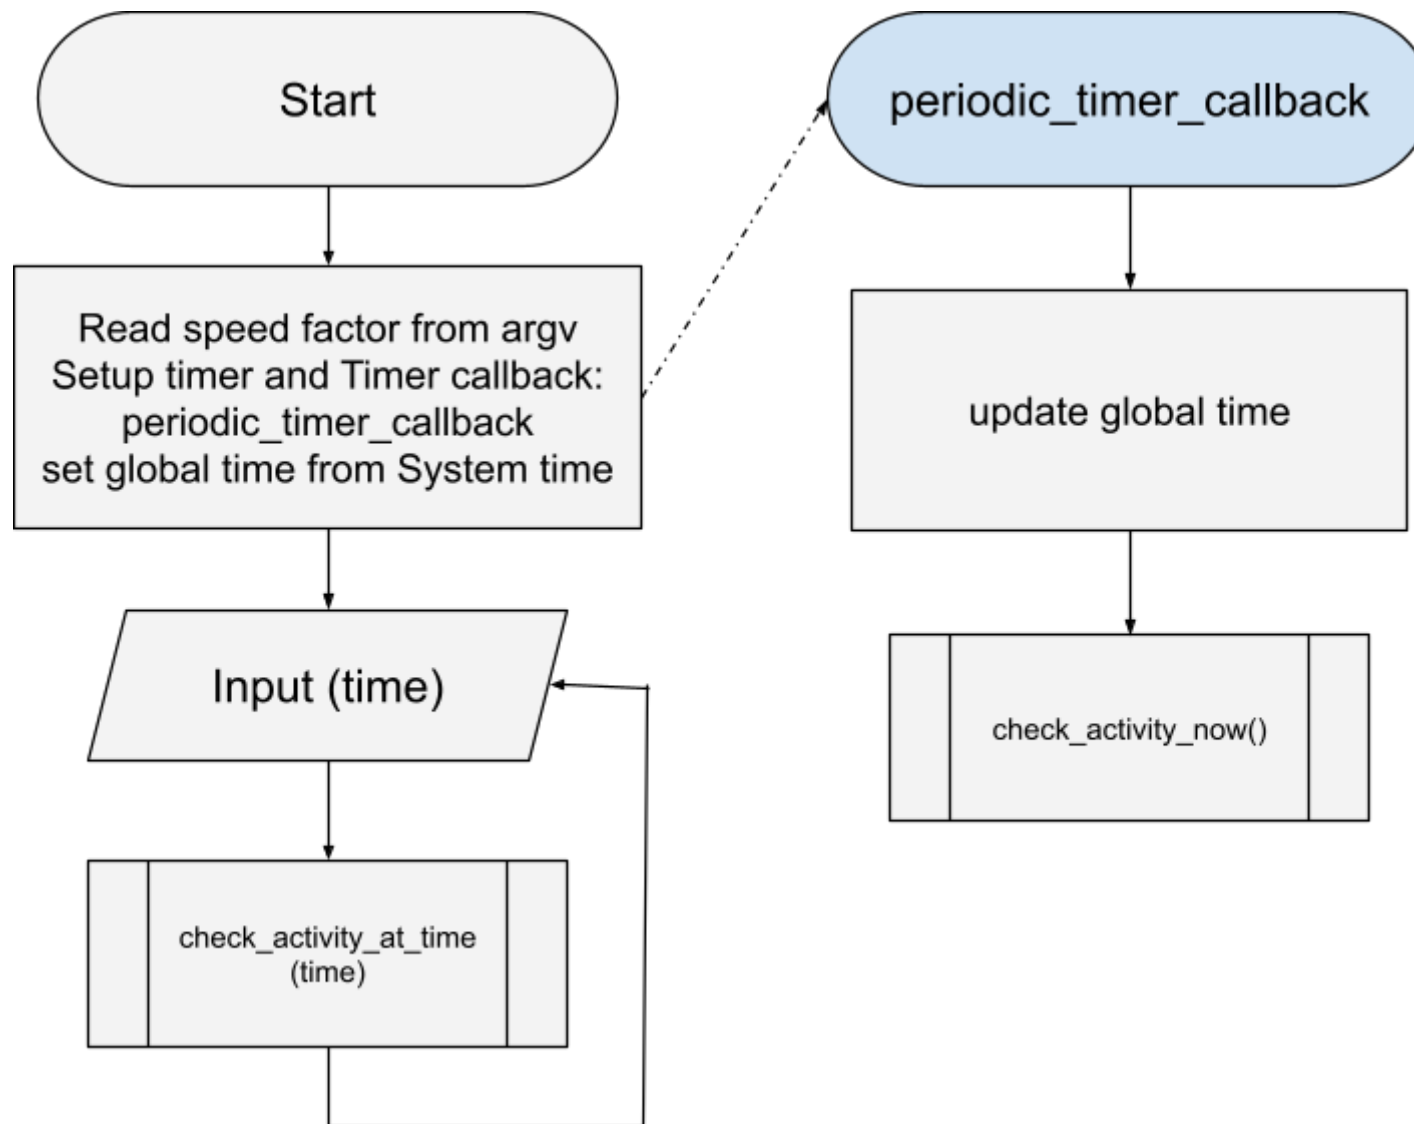 Start
Read speed factor from argv
Setup timer and Timer callback:
periodic_timer_callback
set global time from System time
Input (time)
check_activity_at_time
(time)
periodic_timer_callback
update global time
check_activity_now()